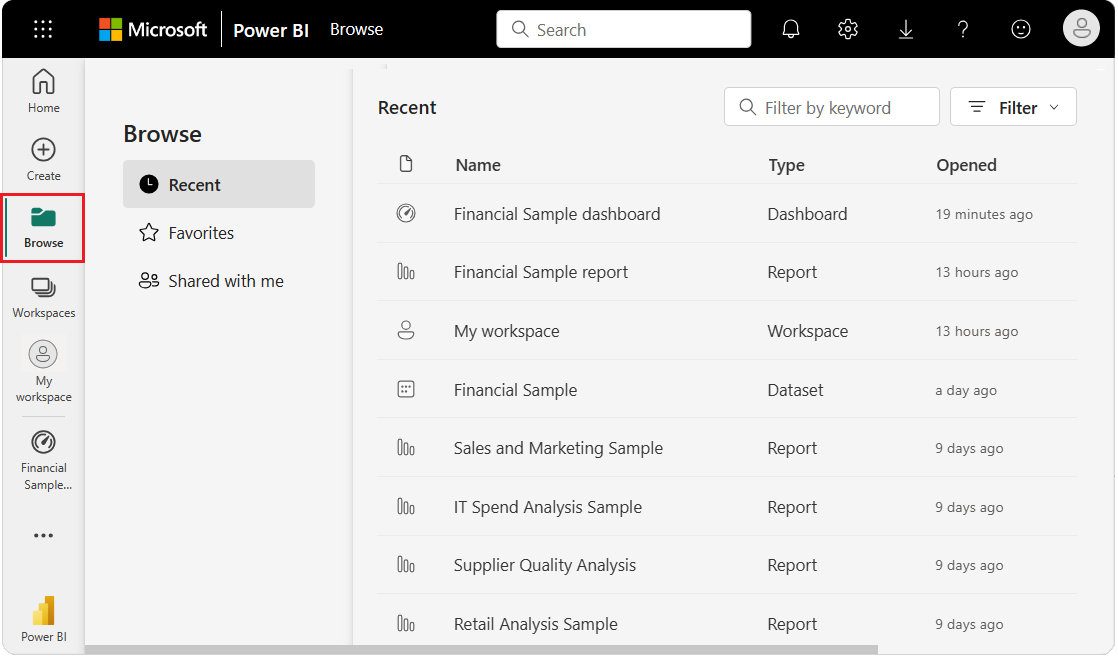 Microsoft Power BI Browse Search
Home
Create
Browse
Workspaces
My
workspace
Financial
Sample...
Power BI
Browse
Recent
Favorites
Shared with me
Recent Filter by keyword Filter
Name Type Opened
Financial Sample dashboard Dashboard 19 minutes ago
Financial Sample report Report 13 hours ago
My workspace Workspace 13 hours ago
Financial Sample Dataset a day ago
Sales and Marketing Sample Report 9 days ago
IT Spend Analysis Sample Report 9 days ago
Supplier Quality Analysis Report 9 days ago
Retail Analysis Sample Report 9 days ago